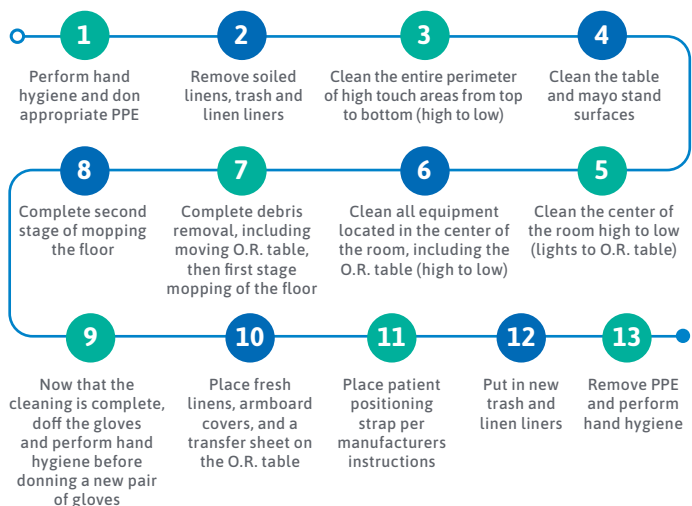 1
Perform hand
hygiene and don
appropriate PPE
2
Remove soiled
linens, trash and
linen liners
3
Clean the entire perimeter
of high touch areas from top
to bottom (high to low)
4
Clean the table
and mayo stand
surfaces
5
Clean the center of
the room high to low
(lights to O.R. table)
6
Clean all equipment
located in the center of
the room, including the
O.R. table (high to low)
7
Complete debris
removal, including
moving O.R. table,
then first stage
mopping of the floor
8
Complete second
stage of mopping
the floor
9
Now that the
cleaning is complete,
doff the gloves
and perform hand
hygiene before
donning a new pair
of gloves
10
Place fresh
linens, armboard
covers, and a
transfer sheet on
the O.R. table
11
Place patient
positioning
strap per
manufacturers
instructions
12
Put in new
trash and
linen liners
13
Remove PPE
and perform
hand hygiene